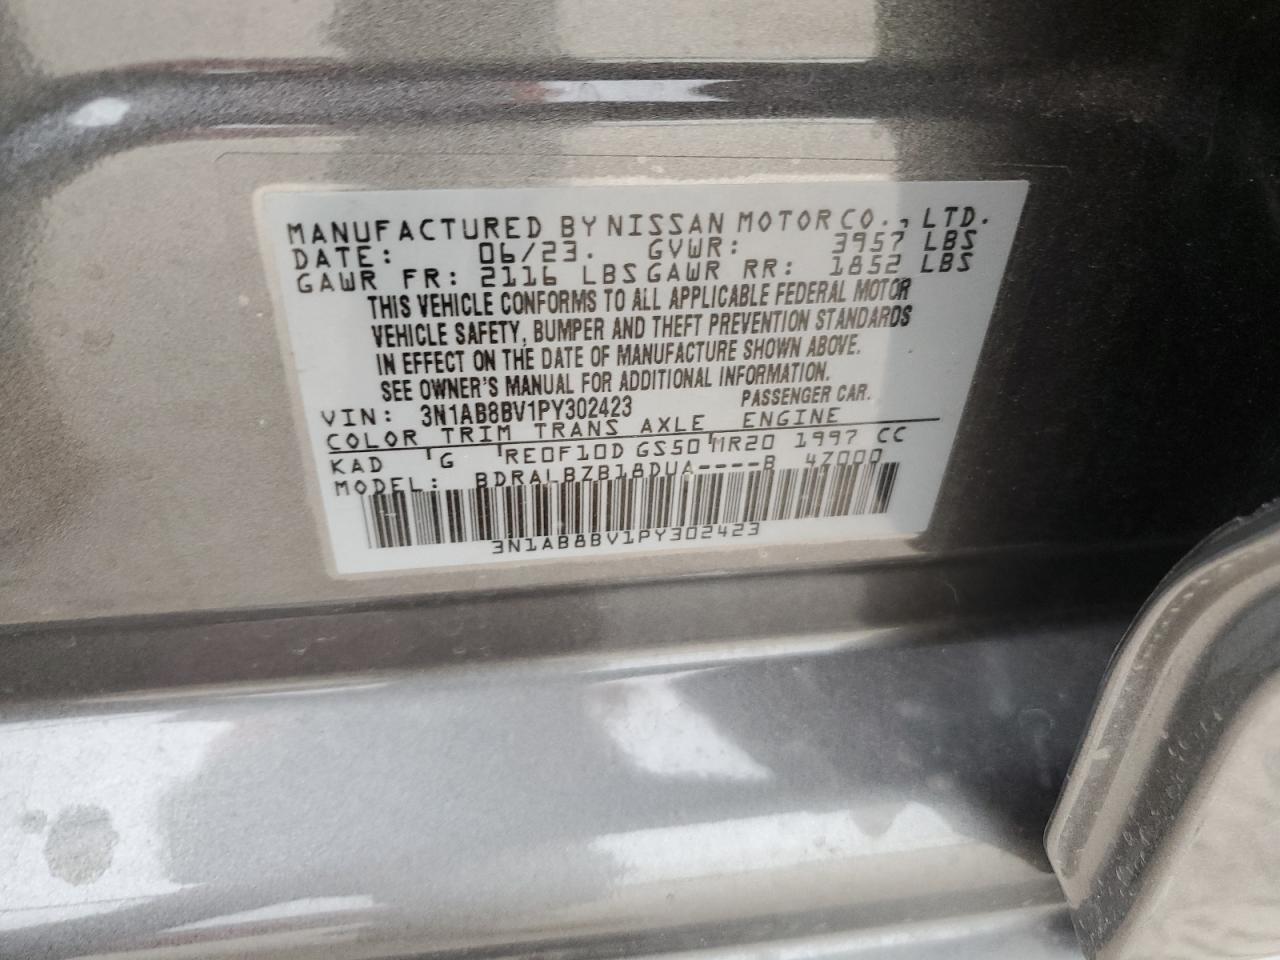 MANUFACTURED BY NISSAN MOTOR CO., LTD.
DATE: 06/23. GVWR: 3957 LBS
GAWR FR: 2116 LBS GAWR RR: 1852 LBS
THIS VEHICLE CONFORMS TO ALL APPLICABLE FEDERAL MOTOR
VEHICLE SAFETY, BUMPER AND THEFT PREVENTION STANDARDS
IN EFFECT ON THE DATE OF MANUFACTURE SHOWN ABOVE.
SEE OWNER'S MANUAL FOR ADDITIONAL INFORMATION.
VIN: 3N1AB8BV1PY302423 PASSENGER CAR.
COLOR TRIM TRANS AXLE ENGINE
KAD G RE0F10D GS50 MR20 1997 CC
MODEL: BDRALBZB18DUA----B 47000
3N1AB8BV1PY302423